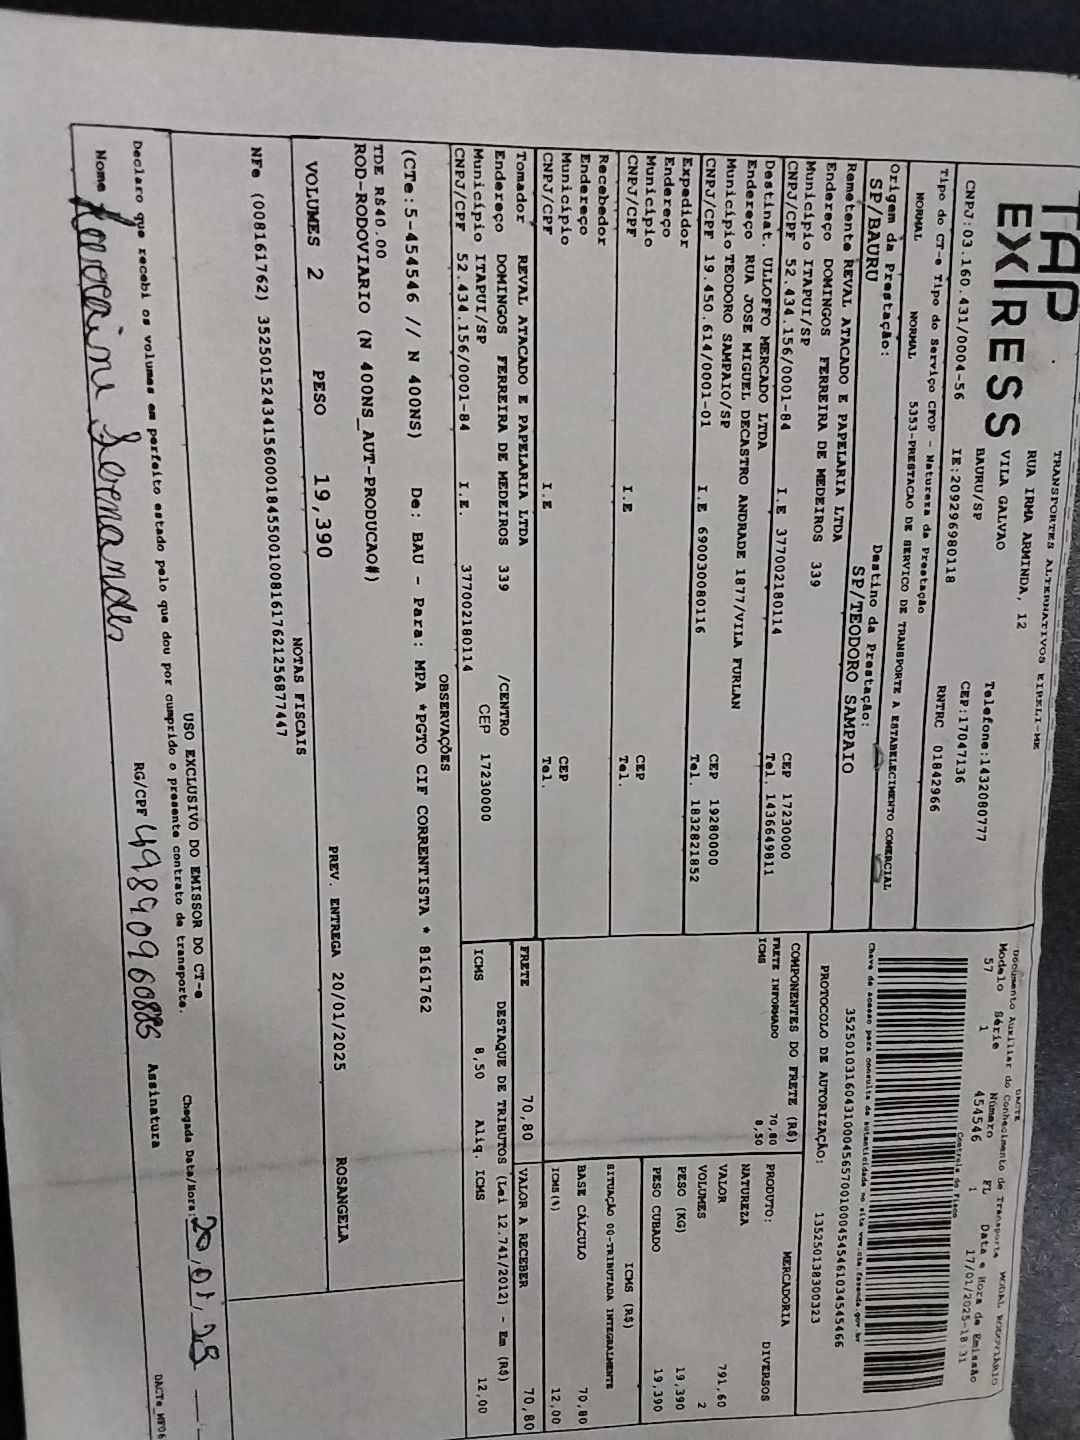 TAP
EX/RESS
TRANSPORTES ALTERNATIVOS EIRELI-ME
RUA IRMA ARMINDA, 12
VILA GALVAO
BAURU/SP
Telefone:1432080777
CEP:17047136
CNPJ.03.160.431/0004-56 IE:209296980118 RNTRC 01842966
DACTE
Documento Auxiliar do Conhecimento de Transporte MODAL RODOVIÁRIO
Modelo Série Número FL Data e Hora de Emissão
57 1 454546 1 17/01/2025-18:31
Controle do Fisco
Chave de acesso para consulta de autenticidade no site www.cte.fazenda.gov.br
35250103160431000456570010004545461034545466
PROTOCOLO DE AUTORIZAÇÃO: 135250138300323
Tipo do CT-e Tipo do Serviço CFOP - Natureza da Prestação
NORMAL NORMAL 5353-PRESTACAO DE SERVICO DE TRANSPORTE A ESTABELECIMENTO COMERCIAL
Origem da Prestação: Destino da Prestação:
SP/BAURU SP/TEODORO SAMPAIO
Remetente REVAL ATACADO E PAPELARIA LTDA
Endereço DOMINGOS FERREIRA DE MEDEIROS 339
Município ITAPUI/SP CEP 17230000
CNPJ/CPF 52.434.156/0001-84 I.E 377002180114 Tel. 1436649811
Destinat. ULLOFFO MERCADO LTDA
Endereço RUA JOSE MIGUEL DECASTRO ANDRADE 1877/VILA FURLAN
Município TEODORO SAMPAIO/SP CEP 19280000
CNPJ/CPF 19.450.614/0001-01 I.E 690030080116 Tel. 1832821852
Expedidor
Endereço
Município CEP
CNPJ/CPF I.E Tel.
Recebedor
Endereço
Município CEP
CNPJ/CPF I.E Tel.
Tomador REVAL ATACADO E PAPELARIA LTDA
Endereço DOMINGOS FERREIRA DE MEDEIROS 339 /CENTRO
Município ITAPUI/SP CEP 17230000
CNPJ/CPF 52.434.156/0001-84 I.E. 377002180114
COMPONENTES DO FRETE (R$)
FRETE INFORMADO 70,80
ICMS 8,50
PRODUTO: MERCADORIA
NATUREZA DIVERSOS
VALOR 791,60
VOLUMES 2
PESO (KG) 19,390
PESO CUBADO 19,390
ICMS (R$)
SITUAÇÃO 00-TRIBUTADA INTEGRALMENTE
BASE CÁLCULO 70,80
ICMS(%) 12,00
FRETE 70,80 VALOR A RECEBER 70,80
DESTAQUE DE TRIBUTOS (Lei 12.741/2012) - Em (R$)
ICMS 8,50 Aliq. ICMS 12,00
OBSERVAÇÕES
(CTe:5-454546 // N 400NS) De: BAU - Para: MPA *PGTO CIF CORRENTISTA * 8161762
TDE R$40.00
ROD-RODOVIARIO (N 400NS_AUT-PRODUCAO#)
VOLUMES 2 PESO 19,390 PREV. ENTREGA 20/01/2025 ROSANGELA
NOTAS FISCAIS
NFe (008161762) 35250152434156000184550010081617621256877447
USO EXCLUSIVO DO EMISSOR DO CT-e
Declaro que recebi os volumes em perfeito estado pelo que dou por cumprido o presente contrato de transporte. Chegada Data/Hora: 20/01/25
Nome RG/CPF 49890960885 Assinatura